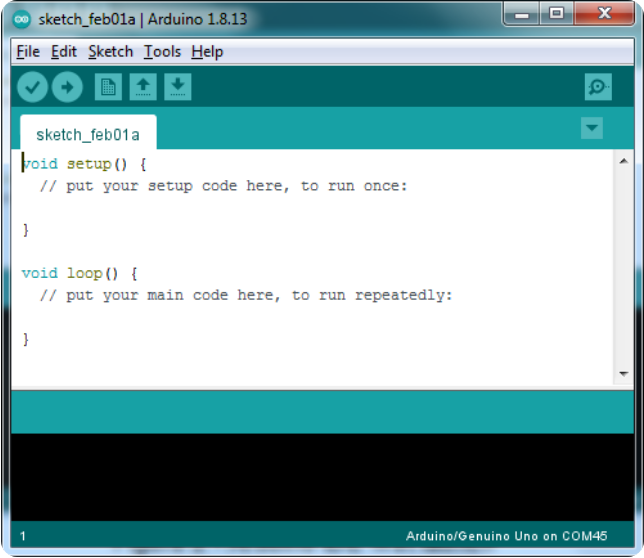 sketch_feb01a | Arduino 1.8.13
File Edit Sketch Tools Help
sketch_feb01a
void setup() {
  // put your setup code here, to run once:

}

void loop() {
  // put your main code here, to run repeatedly:

}
1
Arduino/Genuino Uno on COM45